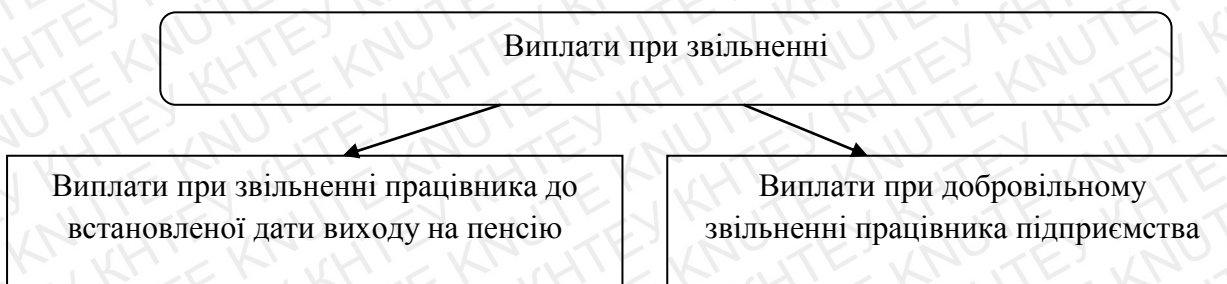 Виплати при звільненні
Виплати при звільненні працівника до
встановленої дати виходу на пенсію
Виплати при добровільному
звільненні працівника підприємства